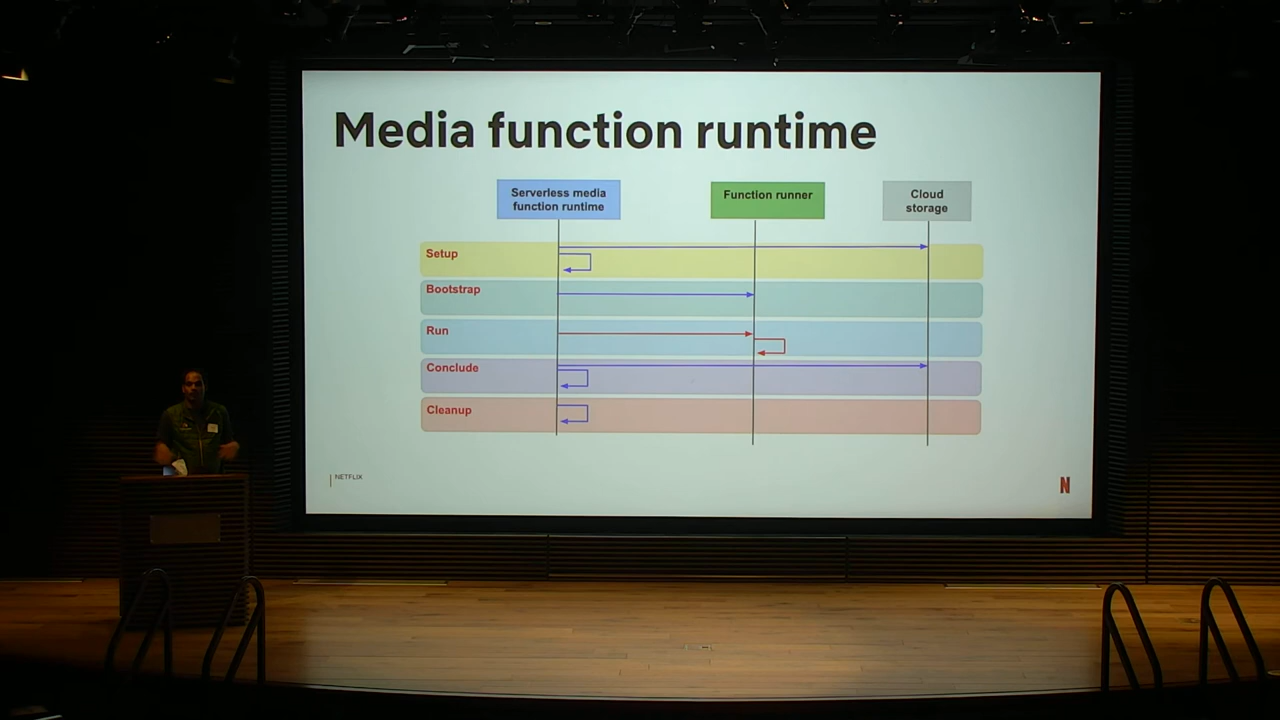 Media function runtime
Serverless media
function runtime
Function runner
Cloud
storage
Setup
Bootstrap
Run
Conclude
Cleanup
NETFLIX
N